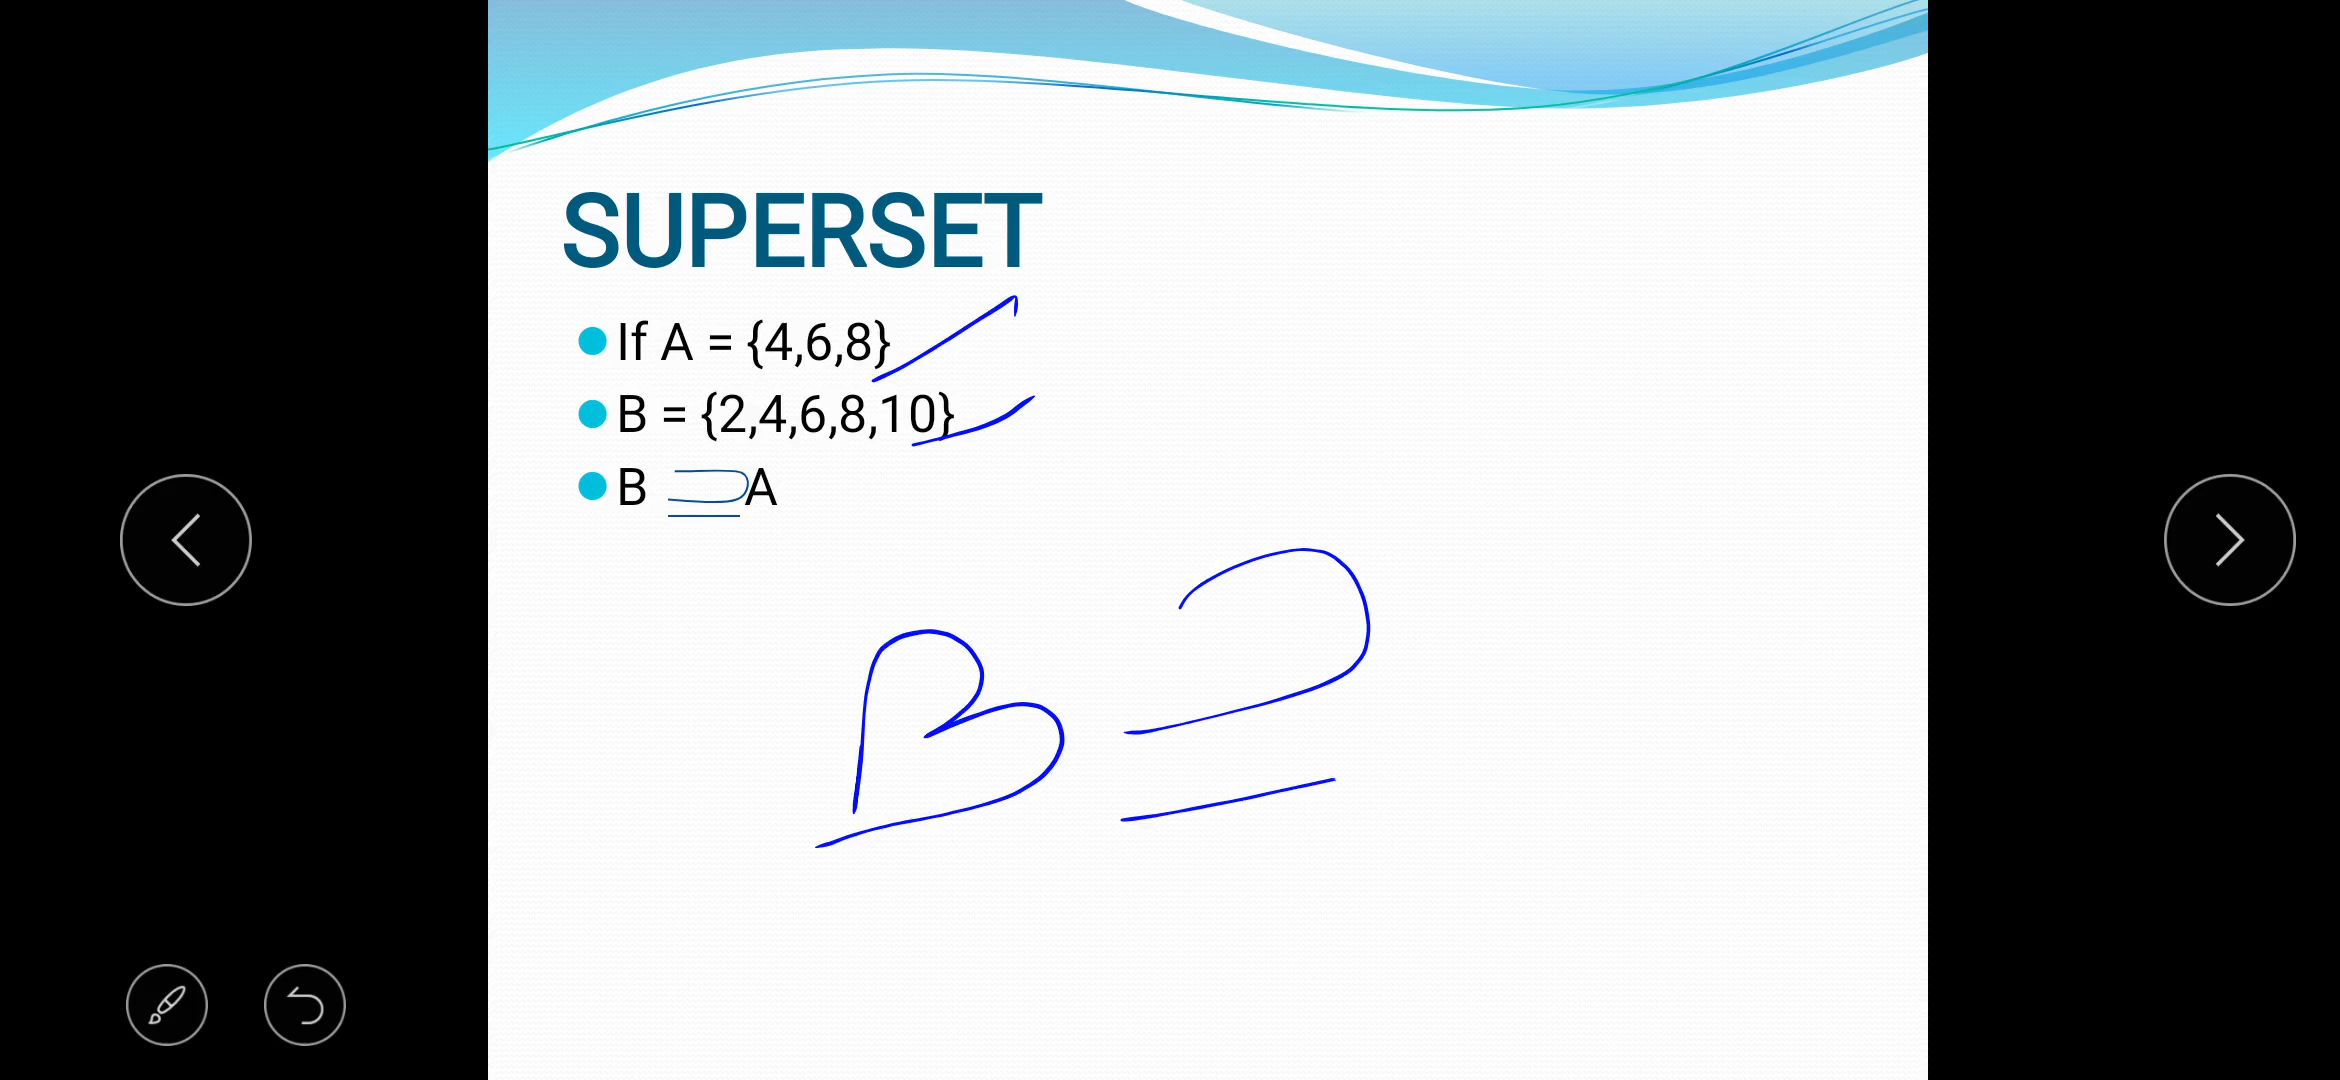 SUPERSET
If A = {4,6,8}
B = {2,4,6,8,10}
B ⊇ A
B ⊇